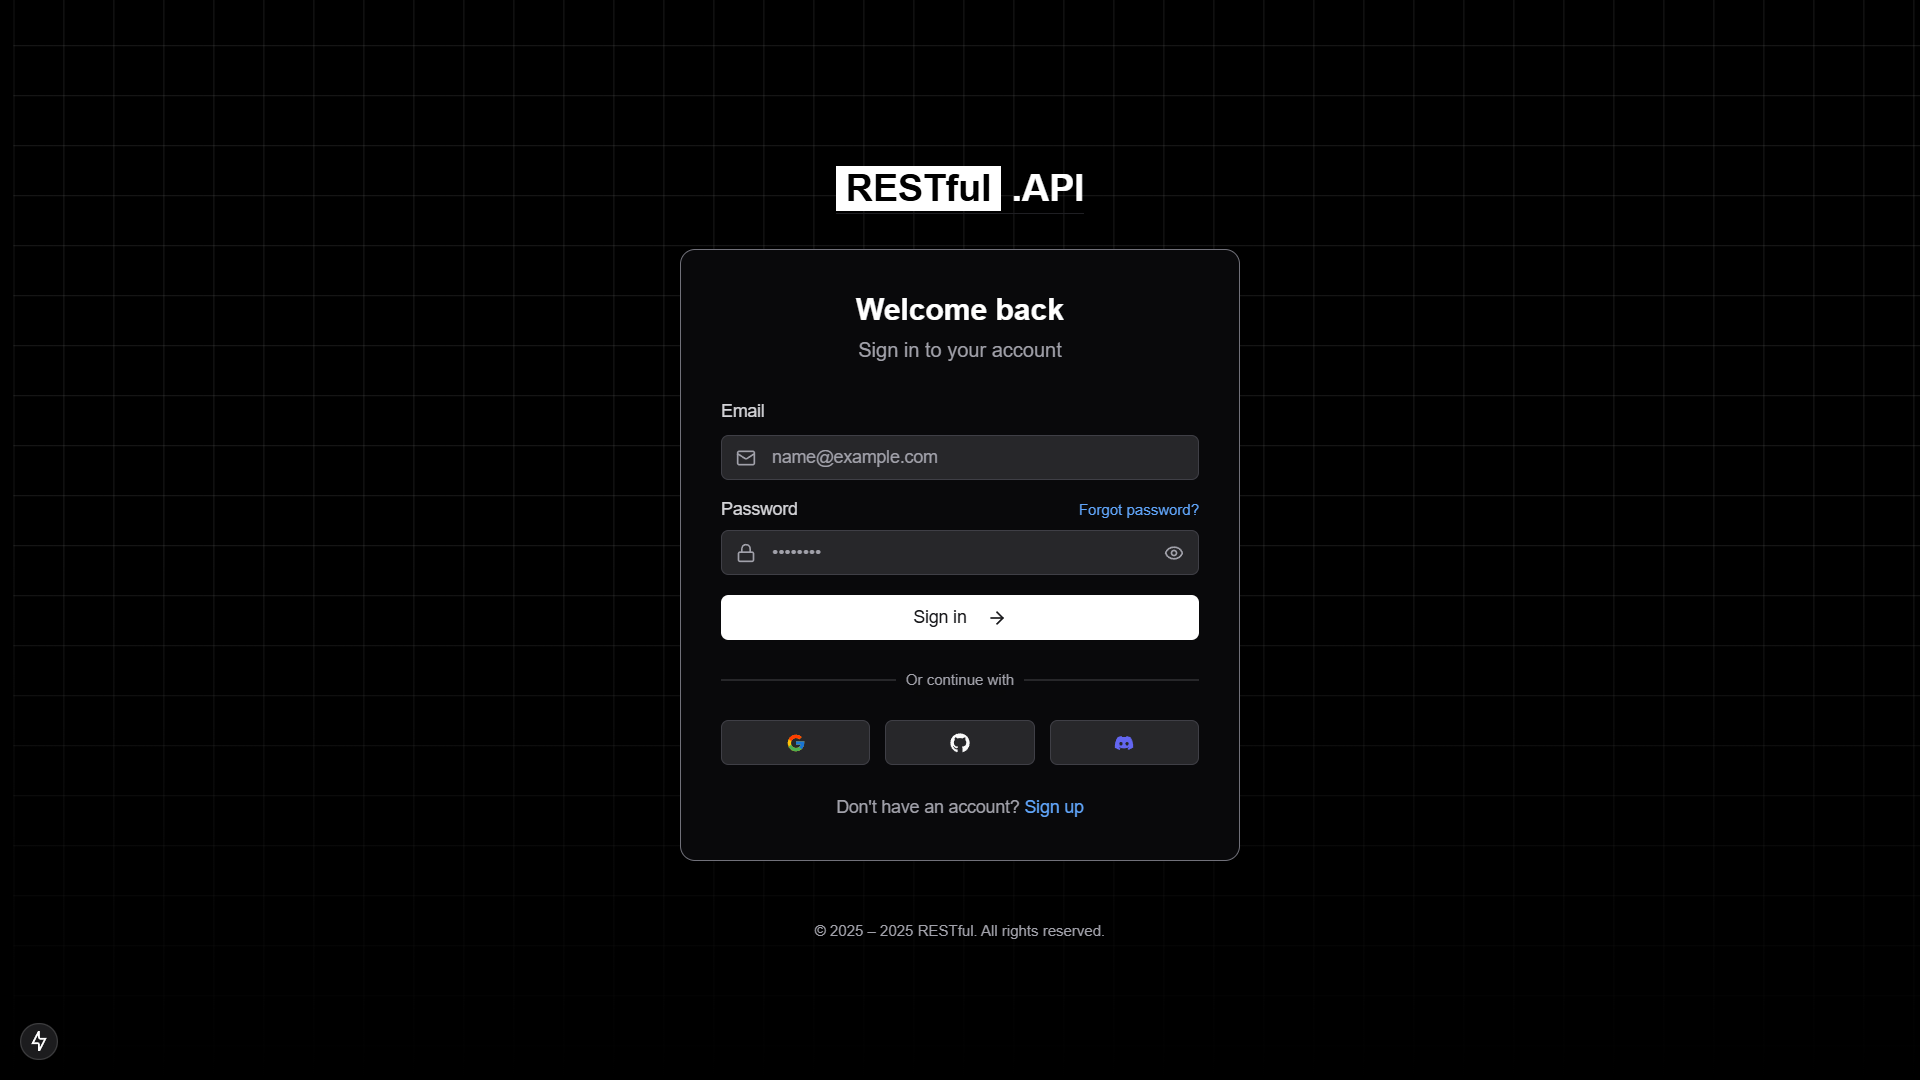 RESTful .API
Welcome back
Sign in to your account
Email
name@example.com
Password Forgot password?
••••••••
Sign in →
Or continue with
Don't have an account? Sign up
© 2025 – 2025 RESTful. All rights reserved.